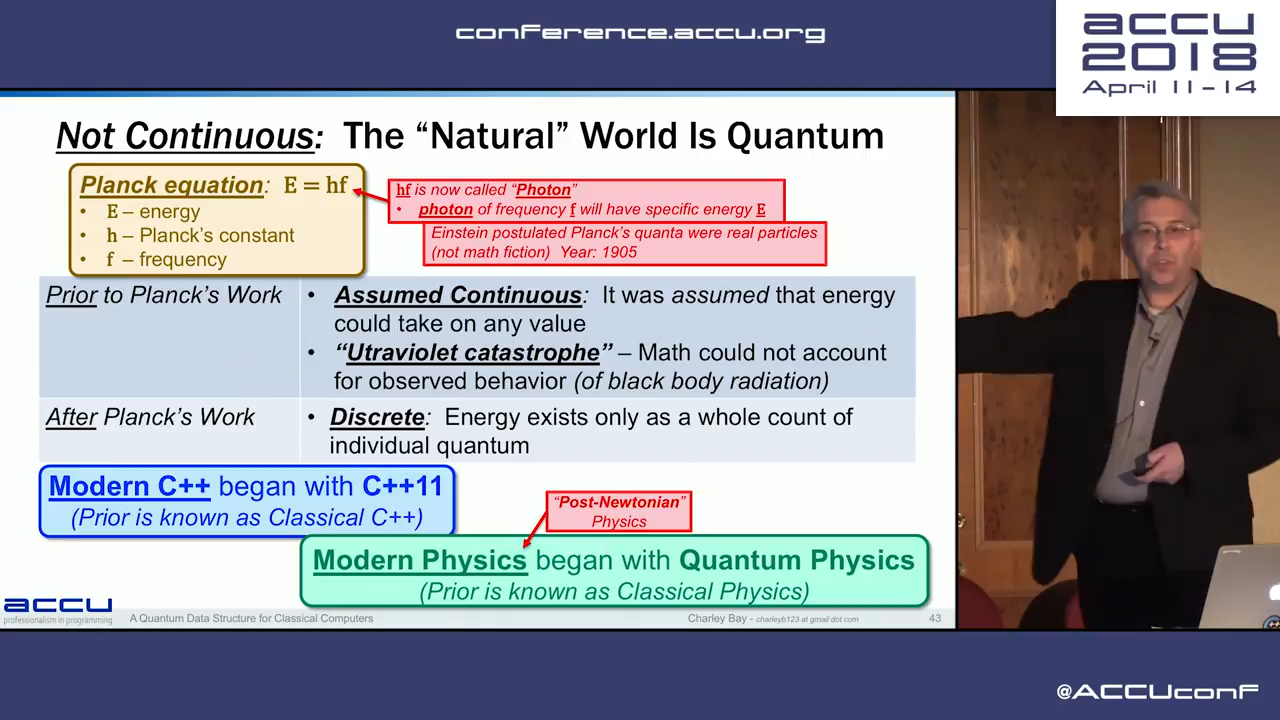 conference.accu.org
accu
2018
April 11-14
Not Continuous: The “Natural” World Is Quantum
Planck equation: E = hf
• E – energy
• h – Planck's constant
• f – frequency
hf is now called “Photon”
• photon of frequency f will have specific energy E
Einstein postulated Planck's quanta were real particles
(not math fiction) Year: 1905
Prior to Planck's Work
• Assumed Continuous: It was assumed that energy
could take on any value
• “Utraviolet catastrophe” – Math could not account
for observed behavior (of black body radiation)
After Planck's Work
• Discrete: Energy exists only as a whole count of
individual quantum
Modern C++ began with C++11
(Prior is known as Classical C++)
“Post-Newtonian”
Physics
Modern Physics began with Quantum Physics
(Prior is known as Classical Physics)
accu
professionalism in programming
A Quantum Data Structure for Classical Computers
Charley Bay - charleyb123 at gmail dot com
43
@ACCUconf